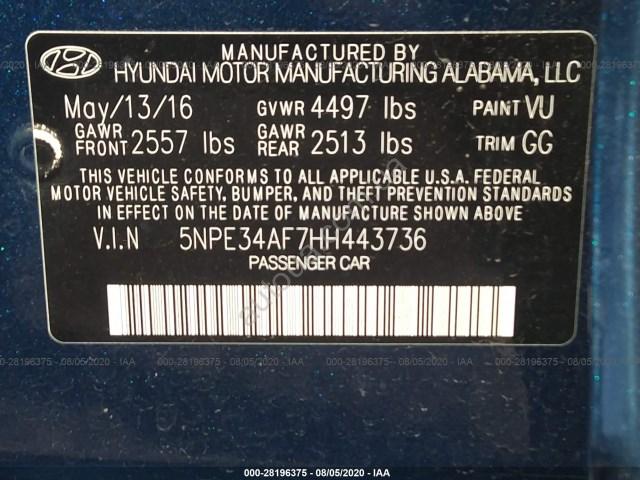 MANUFACTURED BY
HYUNDAI MOTOR MANUFACTURING ALABAMA, LLC
May/13/16 GVWR 4497 lbs PAINT VU
GAWR FRONT 2557 lbs GAWR REAR 2513 lbs TRIM GG
THIS VEHICLE CONFORMS TO ALL APPLICABLE U.S.A. FEDERAL
MOTOR VEHICLE SAFETY, BUMPER, AND THEFT PREVENTION STANDARDS
IN EFFECT ON THE DATE OF MANUFACTURE SHOWN ABOVE.
V.I.N 5NPE34AF7HH443736
PASSENGER CAR
000-28196375 - 08/05/2020 - IAA